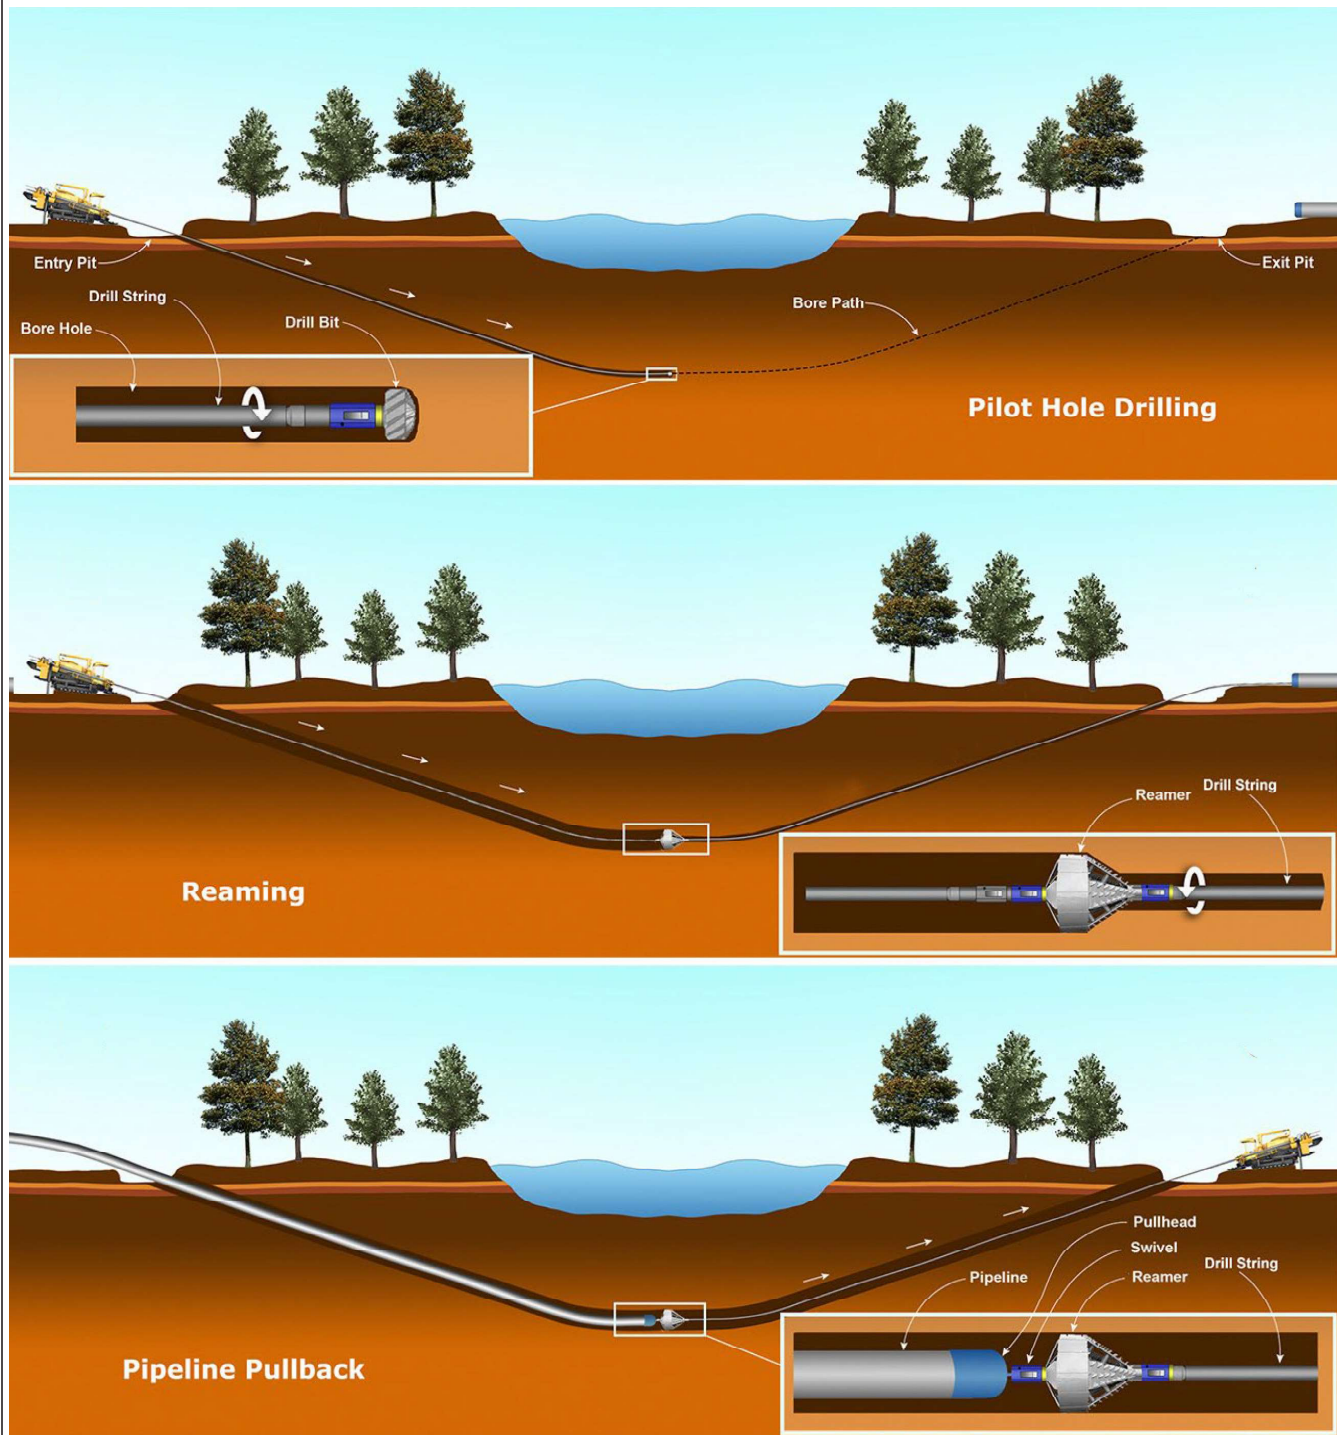 Entry Pit
Exit Pit
Drill String
Bore Path
Bore Hole
Drill Bit
Pilot Hole Drilling
Reamer
Drill String
Reaming
Pullhead
Swivel
Pipeline
Reamer
Drill String
Pipeline Pullback